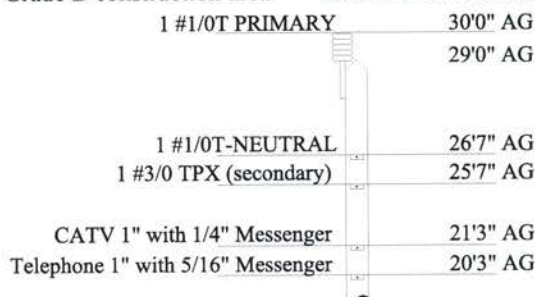 1 #1/0T PRIMARY 30'0" AG
29'0" AG
1 #1/0T-NEUTRAL 26'7" AG
1 #3/0 TPX (secondary) 25'7" AG
CATV 1" with 1/4" Messenger 21'3" AG
Telephone 1" with 5/16" Messenger 20'3" AG